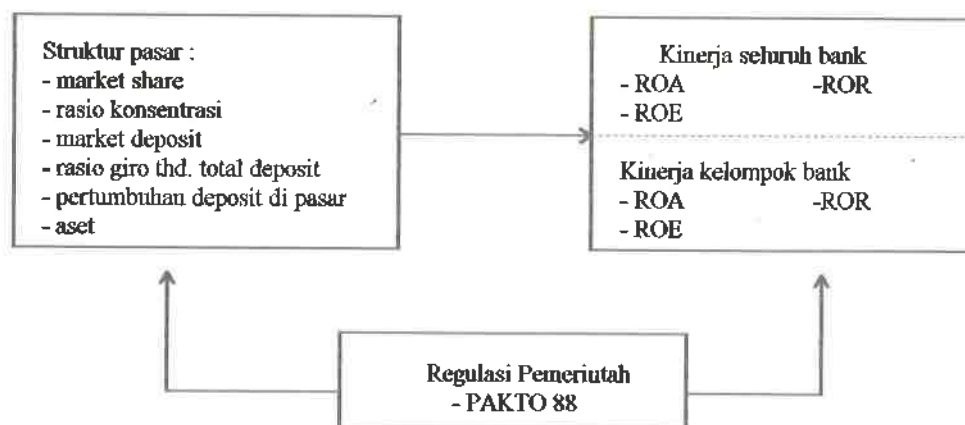 Struktur pasar :
- market share
- rasio konsentrasi
- market deposit
- rasio giro thd. total deposit
- pertumbuhan deposit di pasar
- aset
Kinerja seluruh bank
- ROA -ROR
- ROE
Kinerja kelompok bank
- ROA -ROR
- ROE
Regulasi Pemeriutah
- PAKTO 88